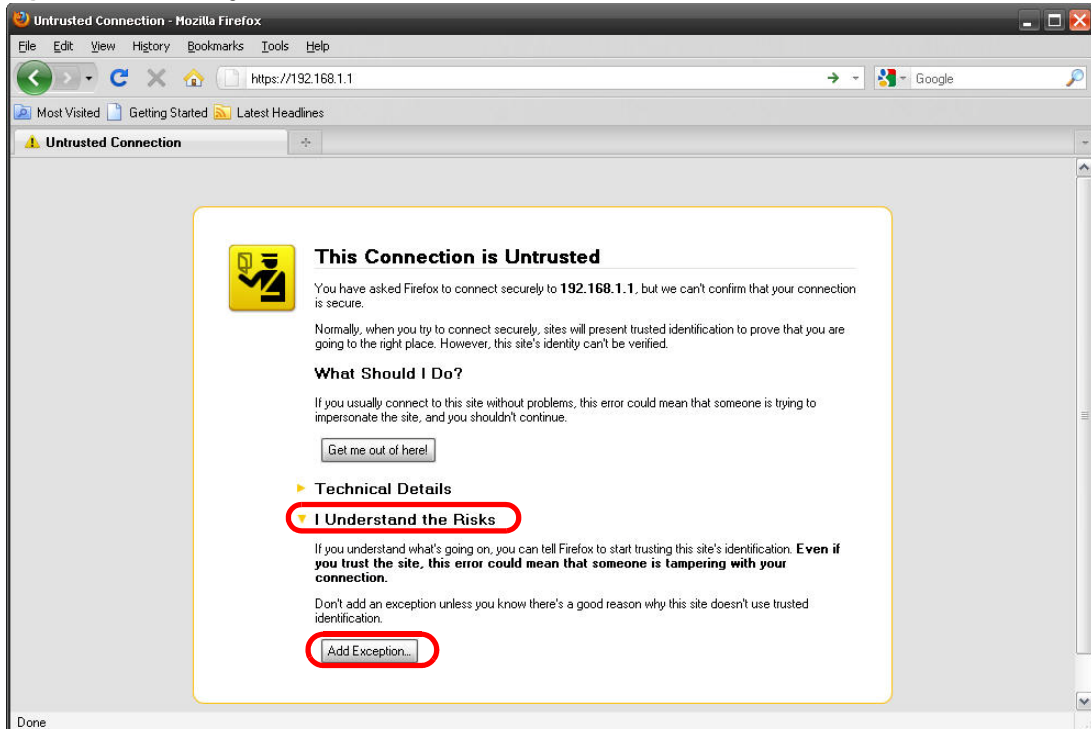 Untrusted Connection - Mozilla Firefox
File Edit View History Bookmarks Tools Help
https://192.168.1.1 Google
Most Visited Getting Started Latest Headlines
Untrusted Connection
This Connection is Untrusted
You have asked Firefox to connect securely to 192.168.1.1, but we can't confirm that your connection
is secure.
Normally, when you try to connect securely, sites will present trusted identification to prove that you are
going to the right place. However, this site's identity can't be verified.
What Should I Do?
If you usually connect to this site without problems, this error could mean that someone is trying to
impersonate the site, and you shouldn't continue.
Get me out of here!
Technical Details
I Understand the Risks
If you understand what's going on, you can tell Firefox to start trusting this site's identification. Even if
you trust the site, this error could mean that someone is tampering with your
connection.
Don't add an exception unless you know there's a good reason why this site doesn't use trusted
identification.
Add Exception...
Done